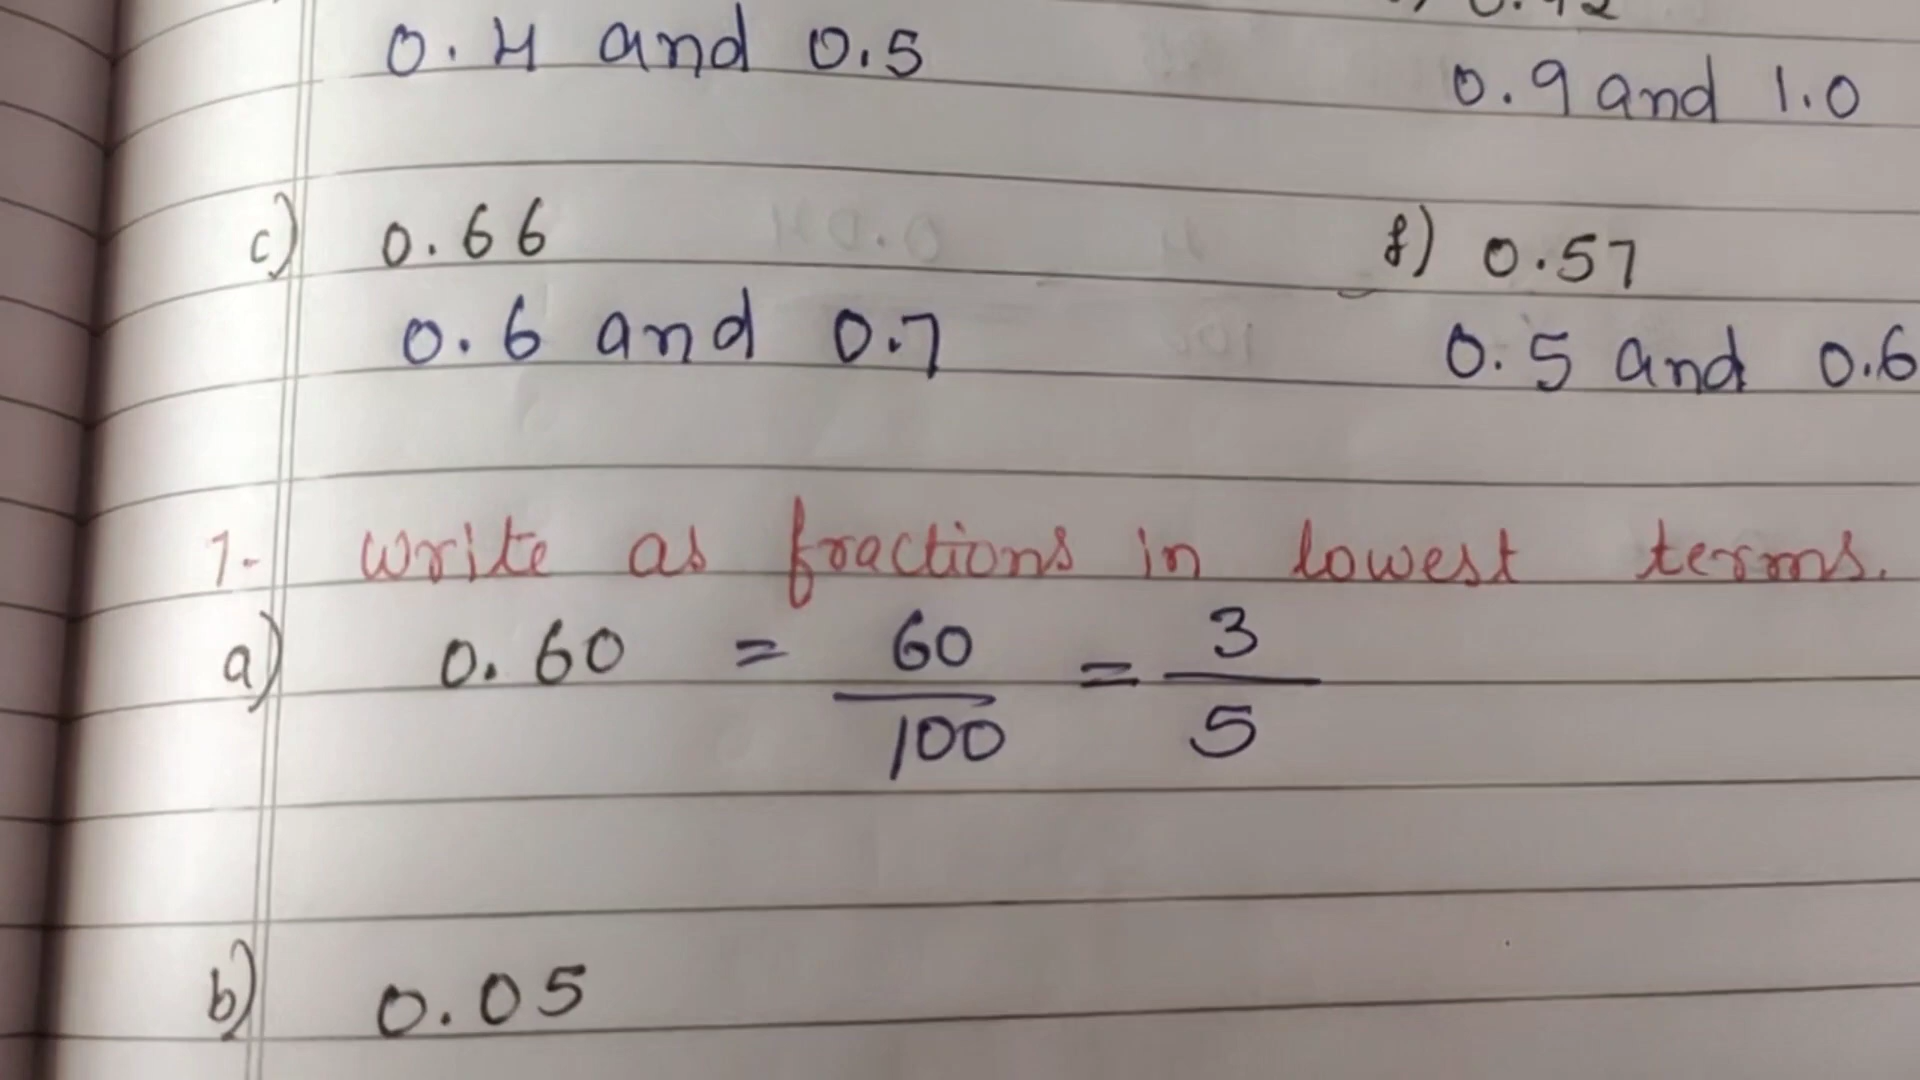 0.4 and 0.5
0.9 and 1.0
c) 0.66
f) 0.57
0.6 and 0.7
0.5 and 0.6
7. Write as fractions in lowest terms.
a) 0.60 = 60/100 = 3/5
b) 0.05